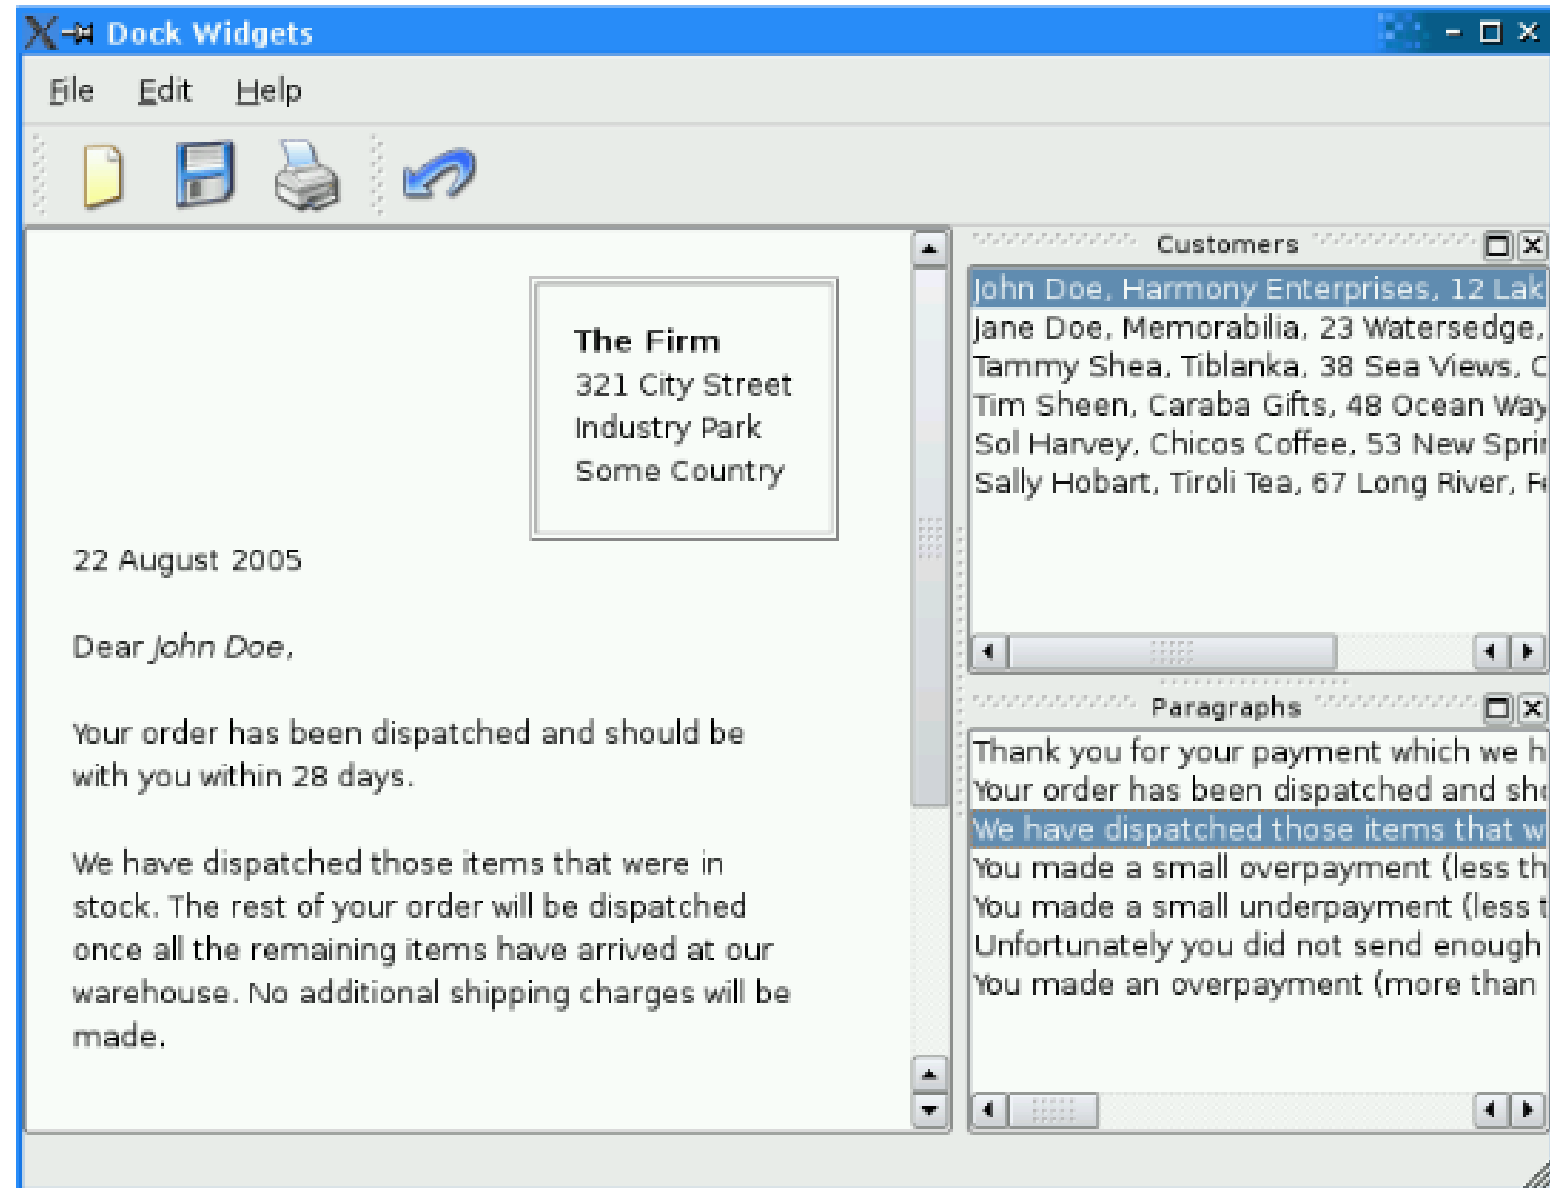 Dock Widgets
File Edit Help
The Firm
321 City Street
Industry Park
Some Country
22 August 2005
Dear John Doe,
Your order has been dispatched and should be
with you within 28 days.
We have dispatched those items that were in
stock. The rest of your order will be dispatched
once all the remaining items have arrived at our
warehouse. No additional shipping charges will be
made.
Customers
John Doe, Harmony Enterprises, 12 Lak
Jane Doe, Memorabilia, 23 Watersedge,
Tammy Shea, Tiblanka, 38 Sea Views, C
Tim Sheen, Caraba Gifts, 48 Ocean Way
Sol Harvey, Chicos Coffee, 53 New Sprin
Sally Hobart, Tiroli Tea, 67 Long River, Fe
Paragraphs
Thank you for your payment which we h
Your order has been dispatched and sho
We have dispatched those items that w
You made a small overpayment (less th
You made a small underpayment (less t
Unfortunately you did not send enough
You made an overpayment (more than